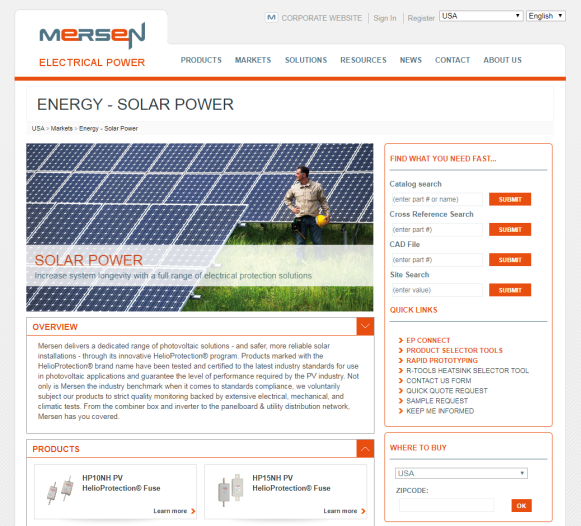 MERSEN
ELECTRICAL POWER
M CORPORATE WEBSITE Sign In Register USA English
PRODUCTS MARKETS SOLUTIONS RESOURCES NEWS CONTACT ABOUT US
ENERGY - SOLAR POWER
USA > Markets > Energy - Solar Power
SOLAR POWER
Increase system longevity with a full range of electrical protection solutions
OVERVIEW
Mersen delivers a dedicated range of photovoltaic solutions - and safer, more reliable solar
installations - through its innovative HelioProtection® program. Products marked with the
HelioProtection® brand name have been tested and certified to the latest industry standards for use
in photovoltaic applications and guarantee the level of performance required by the PV industry. Not
only is Mersen the industry benchmark when it comes to standards compliance, we voluntarily
subject our products to strict quality monitoring backed by extensive electrical, mechanical, and
climatic tests. From the combiner box and inverter to the panelboard & utility distribution network,
Mersen has you covered.
PRODUCTS
HP10NH PV
HelioProtection® Fuse
Learn more
HP15NH PV
HelioProtection® Fuse
Learn more
FIND WHAT YOU NEED FAST...
Catalog search
(enter part # or name) SUBMIT
Cross Reference Search
(enter part #) SUBMIT
CAD File
(enter part #) SUBMIT
Site Search
(enter value) SUBMIT
QUICK LINKS
EP CONNECT
PRODUCT SELECTOR TOOLS
RAPID PROTOTYPING
R-TOOLS HEATSINK SELECTOR TOOL
CONTACT US FORM
QUICK QUOTE REQUEST
SAMPLE REQUEST
KEEP ME INFORMED
WHERE TO BUY
USA
ZIPCODE:
OK